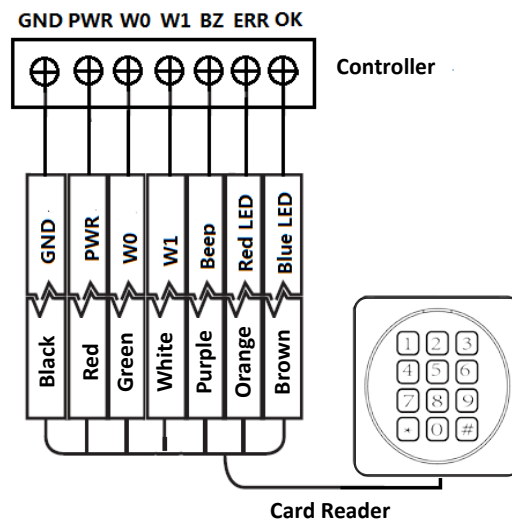 GND PWR W0 W1 BZ ERR OK
Controller
GND
PWR
W0
W1
Beep
Red LED
Blue LED
Black
Red
Green
White
Purple
Orange
Brown
1 2 3
4 5 6
7 8 9
* 0 #
Card Reader